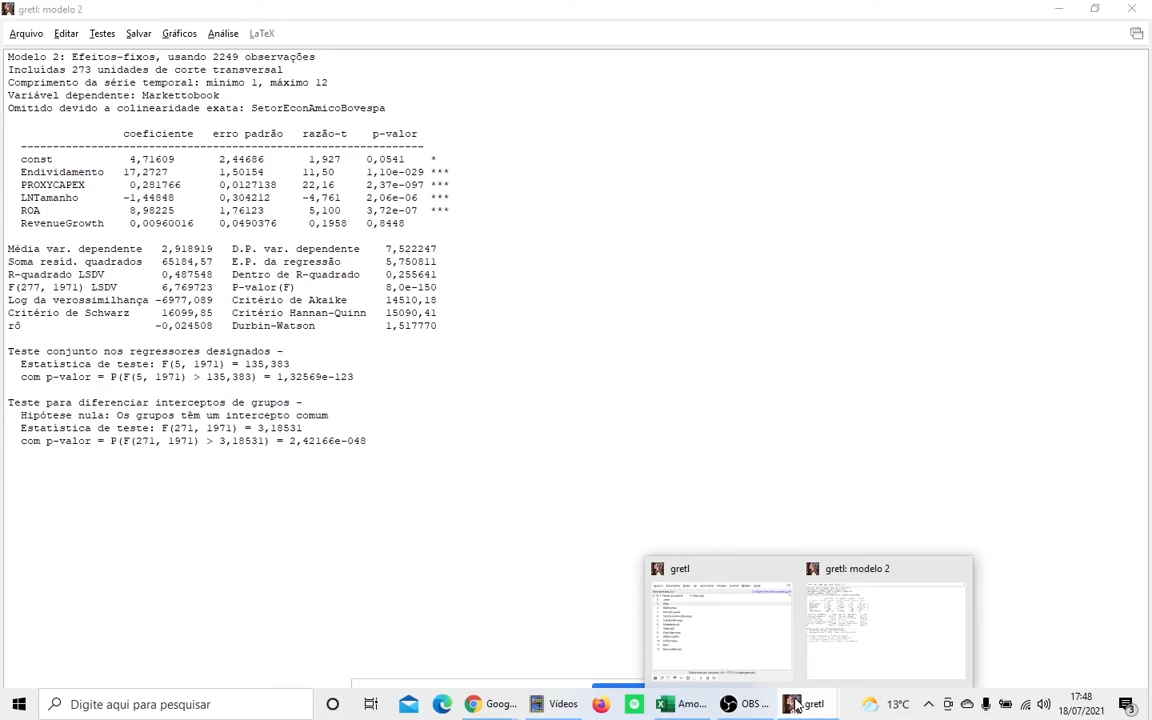 gretl: modelo 2
Arquivo Editar Testes Salvar Gráficos Análise LaTeX
Modelo 2: Efeitos-fixos, usando 2249 observações
Incluídas 273 unidades de corte transversal
Comprimento da série temporal: mínimo 1, máximo 12
Variável dependente: Markettobook
Omitido devido a colinearidade exata: SetorEconAmicoBovespa
coeficiente erro padrão razão-t p-valor
---------------------------------------------------------------
const 4,71609 2,44686 1,927 0,0541 *
Endividamento 17,2727 1,50154 11,50 1,10e-029 ***
PROXYCAPEX 0,281766 0,0127138 22,16 2,37e-097 ***
LNTamanho −1,44848 0,304212 −4,761 2,06e-06 ***
ROA 8,98225 1,76123 5,100 3,72e-07 ***
RevenueGrowth 0,00960016 0,0490376 0,1958 0,8448
Média var. dependente 2,918919 D.P. var. dependente 7,522247
Soma resíd. quadrados 65184,57 E.P. da regressão 5,750811
R-quadrado LSDV 0,487548 Dentro de R-quadrado 0,255641
F(277, 1971) LSDV 6,769723 P-valor(F) 8,0e-150
Log da verossimilhança −6977,089 Critério de Akaike 14510,18
Critério de Schwarz 16099,85 Critério Hannan-Quinn 15090,41
rô −0,024508 Durbin-Watson 1,517770
Teste conjunto nos regressores designados -
Estatística de teste: F(5, 1971) = 135,383
com p-valor = P(F(5, 1971) > 135,383) = 1,32569e-123
Teste para diferenciar interceptos de grupos -
Hipótese nula: Os grupos têm um intercepto comum
Estatística de teste: F(271, 1971) = 3,18531
com p-valor = P(F(271, 1971) > 3,18531) = 2,42166e-048
gretl gretl: modelo 2
Digite aqui para pesquisar Goog... Vídeos Amo... OBS ... gretl 13°C 17:48
18/07/2021 3